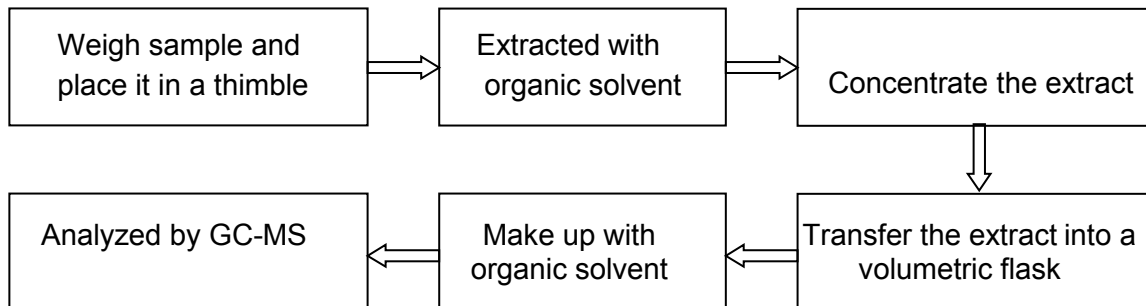 Weigh sample and
place it in a thimble
Extracted with
organic solvent
Concentrate the extract
Transfer the extract into a
volumetric flask
Make up with
organic solvent
Analyzed by GC-MS